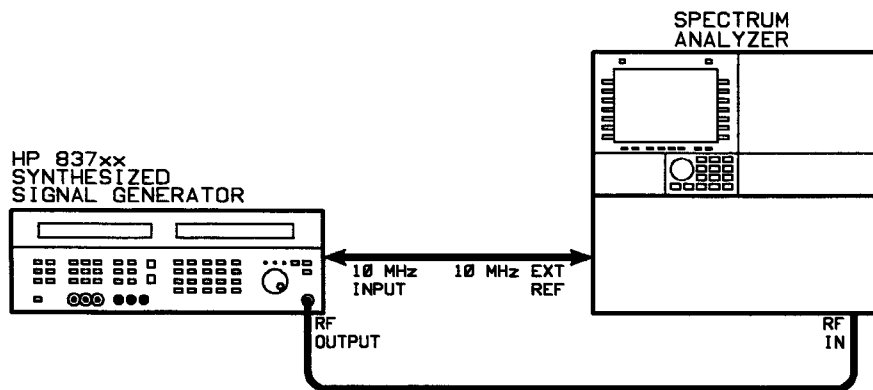 SPECTRUM
ANALYZER
HP 837xx
SYNTHESIZED
SIGNAL GENERATOR
10 MHz
INPUT
10 MHz EXT
REF
RF
OUTPUT
RF
IN